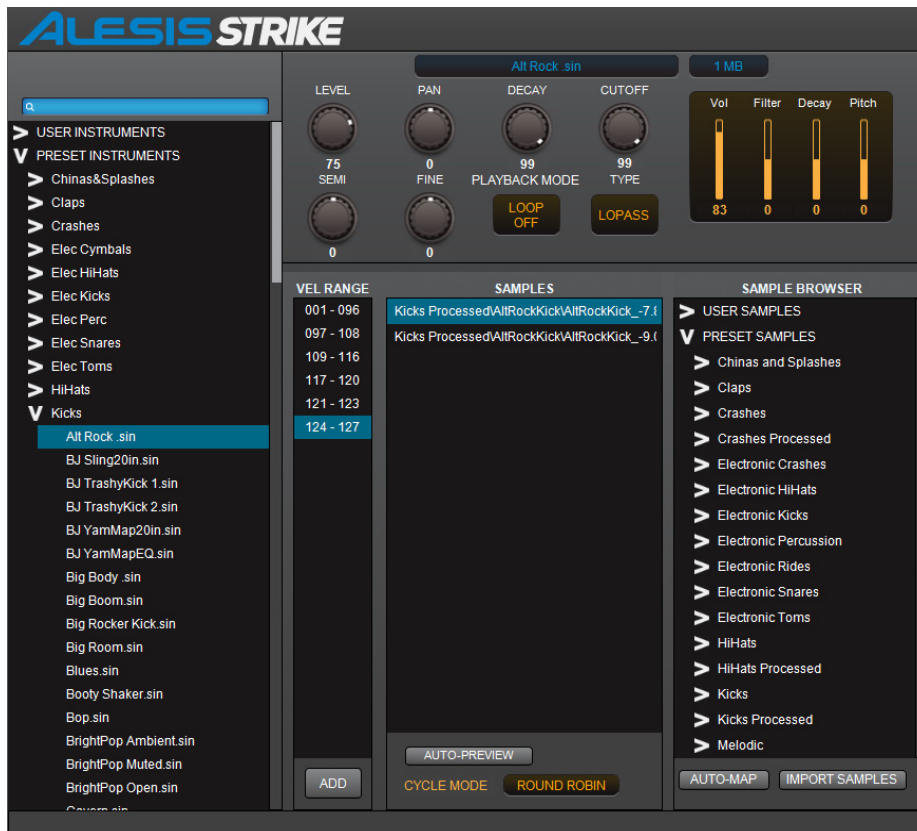 ALESIS STRIKE
Alt Rock .sin
1 MB
LEVEL PAN DECAY CUTOFF
75 0 99 99
SEMI FINE PLAYBACK MODE TYPE
LOOP OFF
LOPASS
0 0
Vol Filter Decay Pitch
83 0 0 0
USER INSTRUMENTS
PRESET INSTRUMENTS
Chinas&Splashes
Claps
Crashes
Elec Cymbals
Elec HiHats
Elec Kicks
Elec Perc
Elec Snares
Elec Toms
HiHats
Kicks
Alt Rock .sin
BJ Sling20in.sin
BJ TrashyKick 1.sin
BJ TrashyKick 2.sin
BJ YamMap20in.sin
BJ YamMapEQ.sin
Big Body .sin
Big Boom.sin
Big Rocker Kick.sin
Big Room.sin
Blues.sin
Booty Shaker.sin
Bop.sin
BrightPop Ambient.sin
BrightPop Muted.sin
BrightPop Open.sin
VEL RANGE
001 - 096
097 - 108
109 - 116
117 - 120
121 - 123
124 - 127
ADD
SAMPLES
Kicks Processed\AltRockKick\AltRockKick_-7.8
Kicks Processed\AltRockKick\AltRockKick_-9.0
AUTO-PREVIEW
CYCLE MODE ROUND ROBIN
SAMPLE BROWSER
USER SAMPLES
PRESET SAMPLES
Chinas and Splashes
Claps
Crashes
Crashes Processed
Electronic Crashes
Electronic HiHats
Electronic Kicks
Electronic Percussion
Electronic Rides
Electronic Snares
Electronic Toms
HiHats
HiHats Processed
Kicks
Kicks Processed
Melodic
AUTO-MAP IMPORT SAMPLES